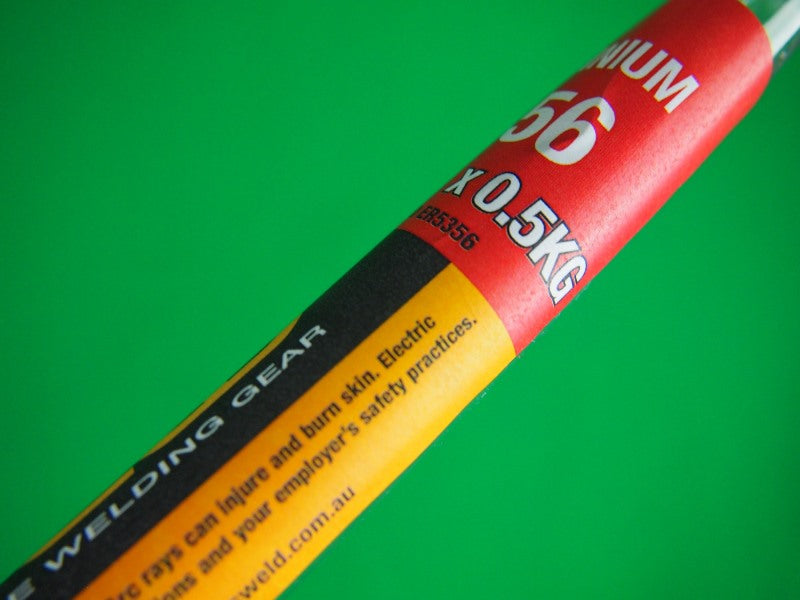 NIUM
56
x 0.5KG
ER5356
E WELDING GEAR
rc rays can injure and burn skin. Electric
ions and your employer's safety practices.
weld.com.au